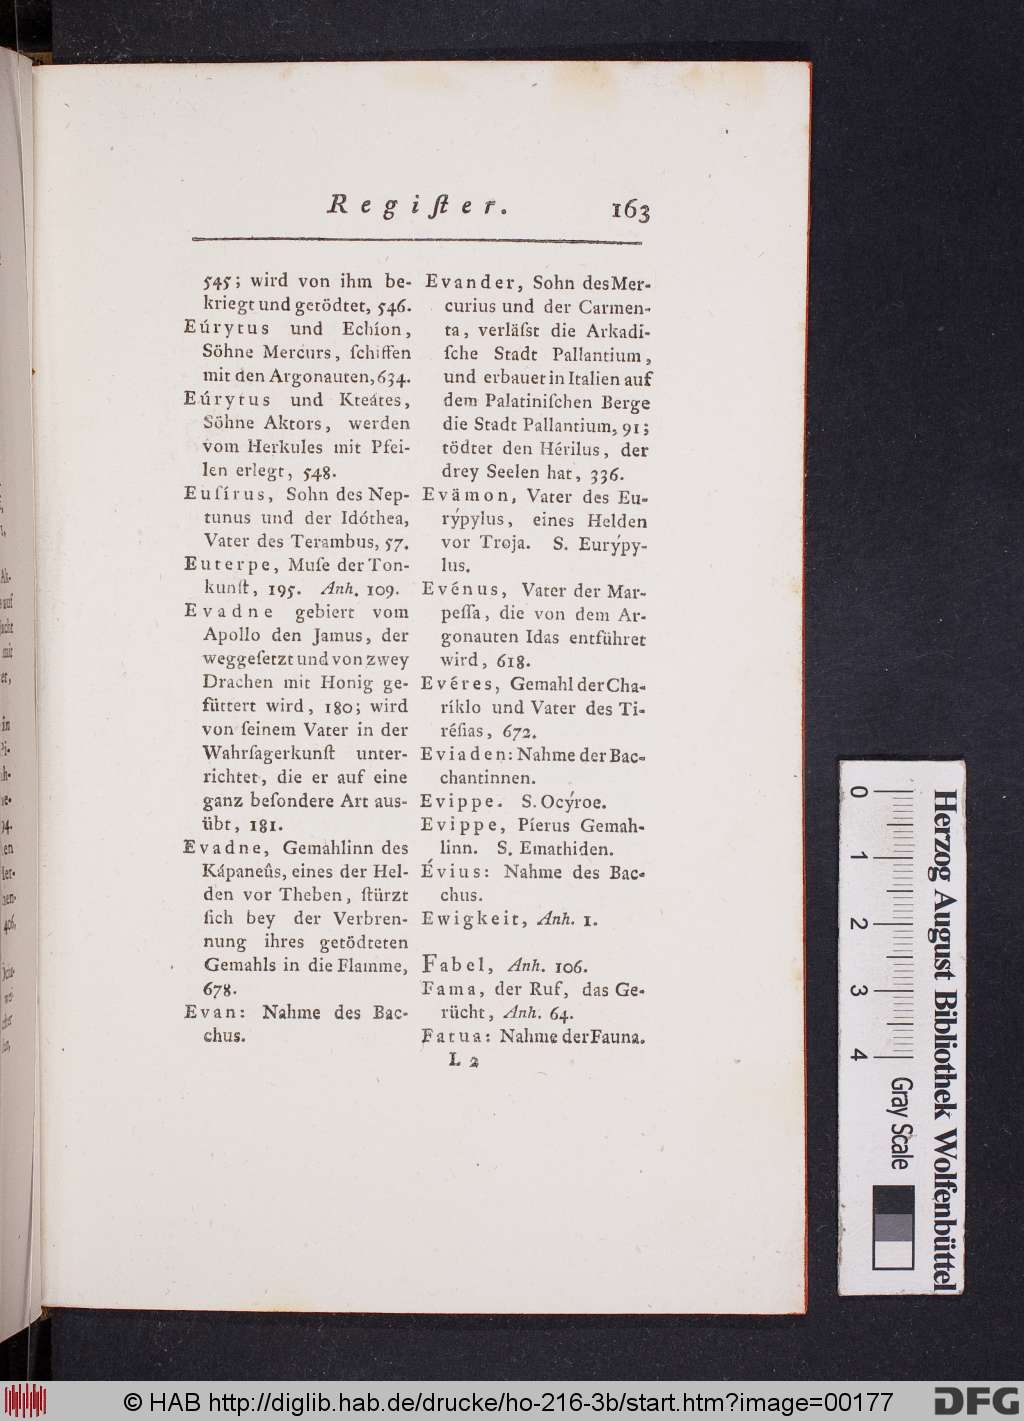 Regiſter. 163
545; wird von ihm be-
kriegt und getödtet, 546.
Eúrytus und Echíon,
Söhne Mercurs, ſchiffen
mit den Argonauten, 634.
Eúrytus und Kteátes,
Söhne Aktors, werden
vom Herkules mit Pfei-
len erlegt, 548.
Euſírus, Sohn des Nep-
tunus und der Idóthea,
Vater des Terambus, 57.
Euterpe, Muſe der Ton-
kunſt, 195. Anh. 109.
Evadne gebiert vom
Apollo den Jamus, der
weggeſetzt und von zwey
Drachen mit Honig ge-
füttert wird, 180; wird
von ſeinem Vater in der
Wahrſagerkunſt unter-
richtet, die er auf eine
ganz beſondere Art aus-
übt, 181.
Evadne, Gemahlinn des
Kápaneûs, eines der Hel-
den vor Theben, ſtürzt
ſich bey der Verbren-
nung ihres getödteten
Gemahls in die Flamme,
678.
Evan: Nahme des Bac-
chus.
Evander, Sohn des Mer-
curius und der Carmen-
ta, verläſst die Arkadi-
ſche Stadt Pallantium,
und erbauet in Italien auf
dem Palatiniſchen Berge
die Stadt Pallantium, 91;
tödtet den Hérilus, der
drey Seelen hat, 336.
Evämon, Vater des Eu-
rýpylus, eines Helden
vor Troja. S. Eurýpy-
lus.
Evénus, Vater der Mar-
peſſa, die von dem Ar-
gonauten Idas entführet
wird, 618.
Evéres, Gemahl der Cha-
ríklo und Vater des Ti-
réſias, 672.
Eviaden: Nahme der Bac-
chantinnen.
Evippe. S. Ocýroe.
Evippe, Píerus Gemah-
linn. S. Emathiden.
Évius: Nahme des Bac-
chus.
Ewigkeit, Anh. 1.
Fabel, Anh. 106.
Fama, der Ruf, das Ge-
rücht, Anh. 64.
Fatua: Nahme der Fauna.
L 2
0 1 2 3 4
Gray Scale
Herzog August Bibliothek Wolfenbüttel
© HAB http://diglib.hab.de/drucke/ho-216-3b/start.htm?image=00177
DFG